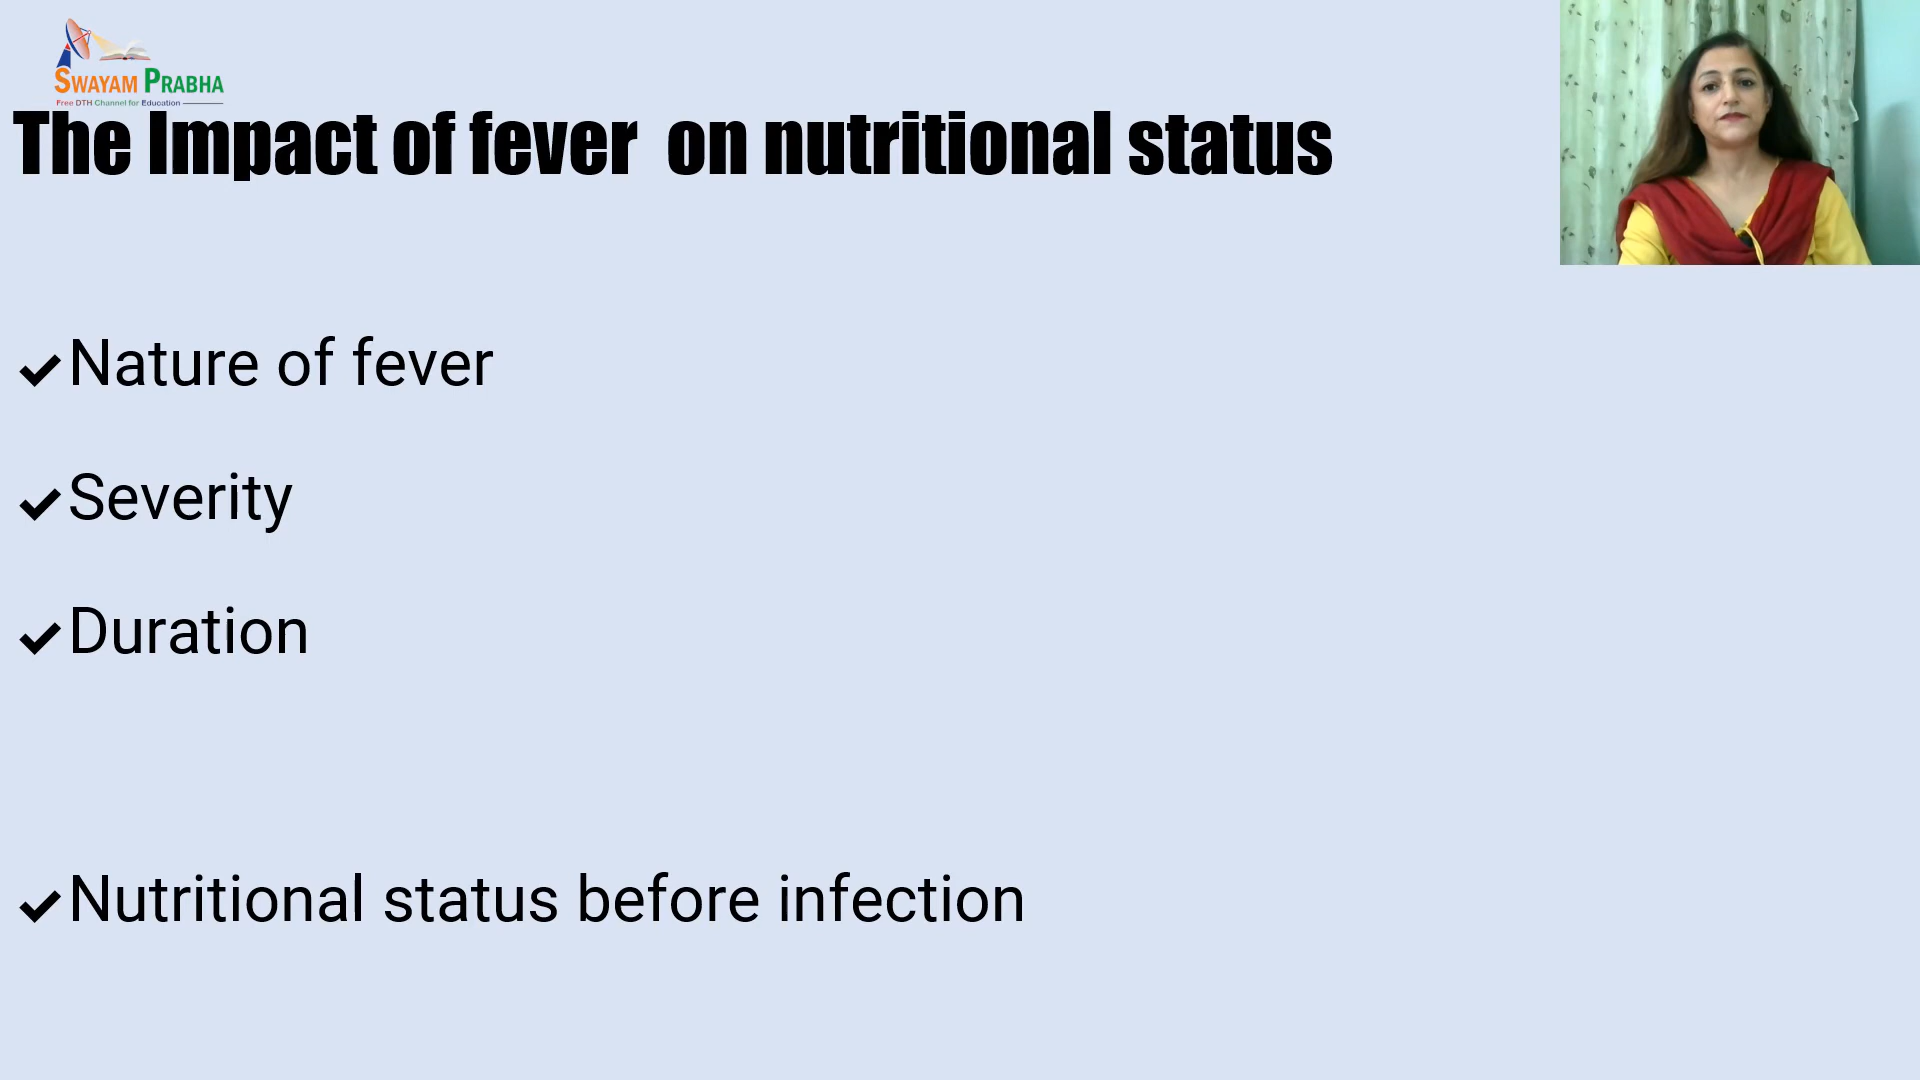 SWAYAM PRABHA
Free DTH Channel for Education
The Impact of fever on nutritional status
Nature of fever
Severity
Duration
Nutritional status before infection